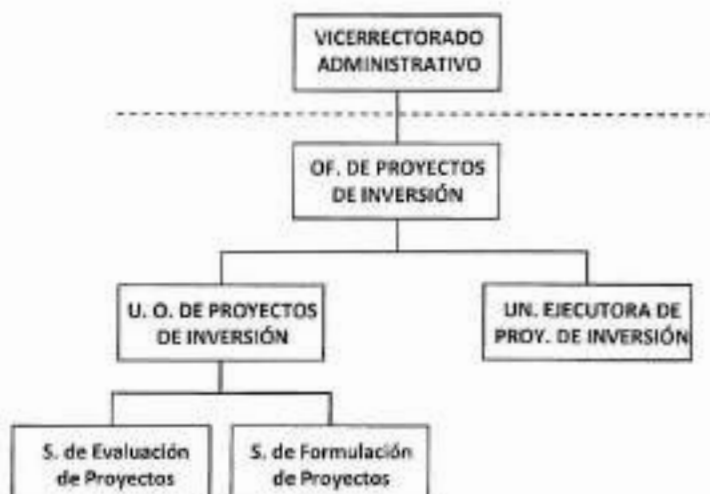 VICERRECTORADO
ADMINISTRATIVO
OF. DE PROYECTOS
DE INVERSIÓN
U. O. DE PROYECTOS
DE INVERSIÓN
UN. EJECUTORA DE
PROY. DE INVERSIÓN
S. de Evaluación
de Proyectos
S. de Formulación
de Proyectos